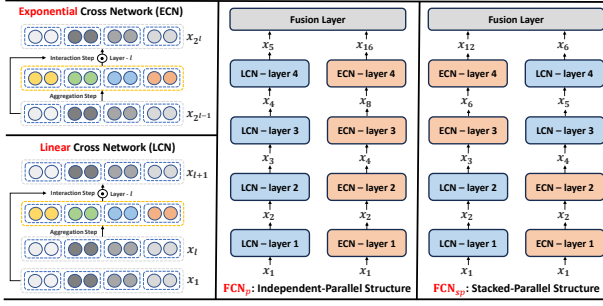 Exponential Cross Network (ECN)
x_{2^l}
Interaction Step
Layer - l
Aggregation Step
x_{2^{l-1}}
Linear Cross Network (LCN)
x_{l+1}
Interaction Step
Layer - l
Aggregation Step
x_l
x_1
Fusion Layer
x_5 x_16
LCN – layer 4 ECN – layer 4
x_4 x_8
LCN – layer 3 ECN – layer 3
x_3 x_4
LCN – layer 2 ECN – layer 2
x_2 x_2
LCN – layer 1 ECN – layer 1
x_1 x_1
FCN_p: Independent-Parallel Structure
Fusion Layer
x_12 x_6
ECN – layer 4 LCN – layer 4
x_6 x_5
ECN – layer 3 LCN – layer 3
x_3 x_4
LCN – layer 2 ECN – layer 2
x_2 x_2
LCN – layer 1 ECN – layer 1
x_1 x_1
FCN_sp: Stacked-Parallel Structure